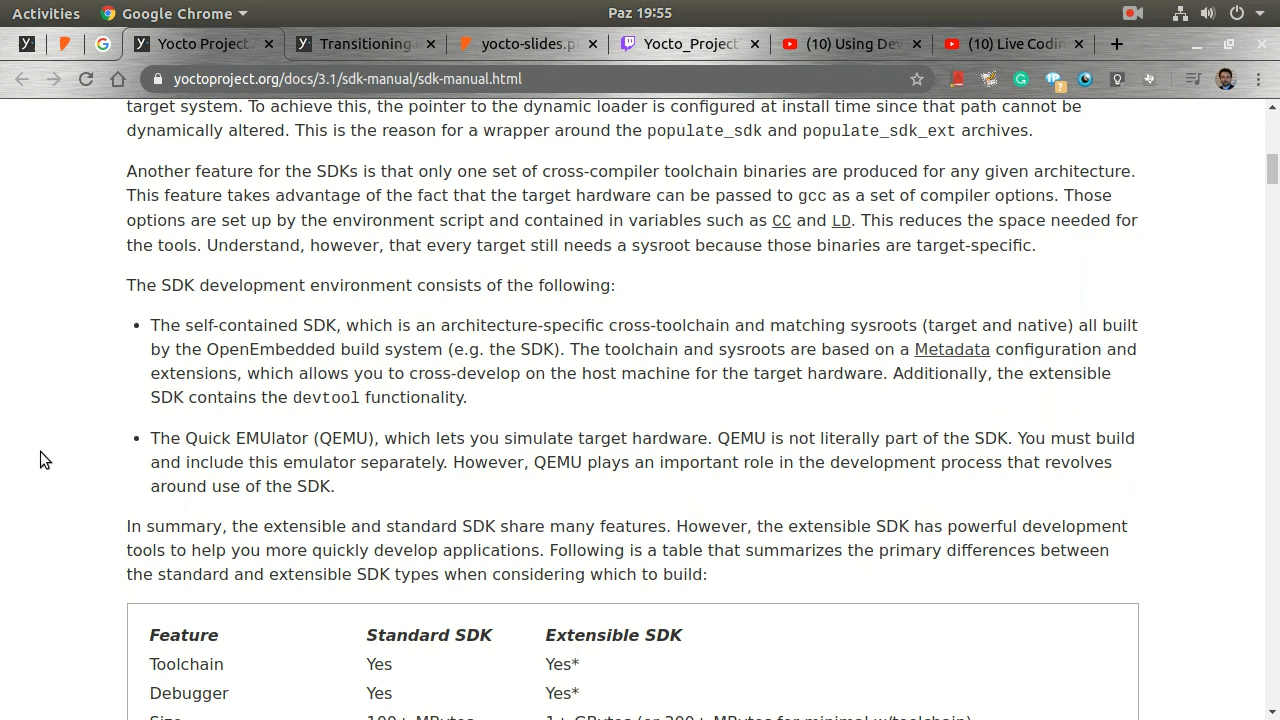 Activities Google Chrome Paz 19:55
Yocto Project Transitioning yocto-slides.p Yocto_Project (10) Using Dev (10) Live Codin
yoctoproject.org/docs/3.1/sdk-manual/sdk-manual.html
target system. To achieve this, the pointer to the dynamic loader is configured at install time since that path cannot be
dynamically altered. This is the reason for a wrapper around the populate_sdk and populate_sdk_ext archives.
Another feature for the SDKs is that only one set of cross-compiler toolchain binaries are produced for any given architecture.
This feature takes advantage of the fact that the target hardware can be passed to gcc as a set of compiler options. Those
options are set up by the environment script and contained in variables such as CC and LD. This reduces the space needed for
the tools. Understand, however, that every target still needs a sysroot because those binaries are target-specific.
The SDK development environment consists of the following:
• The self-contained SDK, which is an architecture-specific cross-toolchain and matching sysroots (target and native) all built
by the OpenEmbedded build system (e.g. the SDK). The toolchain and sysroots are based on a Metadata configuration and
extensions, which allows you to cross-develop on the host machine for the target hardware. Additionally, the extensible
SDK contains the devtool functionality.
• The Quick EMUlator (QEMU), which lets you simulate target hardware. QEMU is not literally part of the SDK. You must build
and include this emulator separately. However, QEMU plays an important role in the development process that revolves
around use of the SDK.
In summary, the extensible and standard SDK share many features. However, the extensible SDK has powerful development
tools to help you more quickly develop applications. Following is a table that summarizes the primary differences between
the standard and extensible SDK types when considering which to build:
Feature Standard SDK Extensible SDK
Toolchain Yes Yes*
Debugger Yes Yes*
Size 100+ MBytes 1+ GBytes (or 300+ MBytes for minimal w/toolchain)